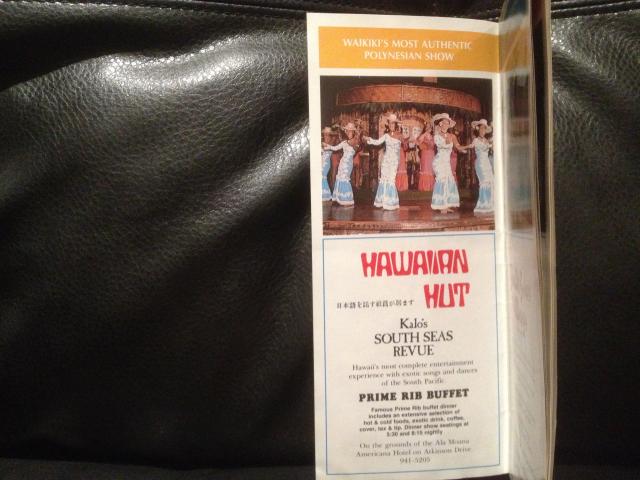 WAIKIKI'S MOST AUTHENTIC
POLYNESIAN SHOW
HAWAIIAN
HUT
日本語を話す社員が居ます
Kalo's
SOUTH SEAS
REVUE
Hawaii's most complete entertainment
experience with exotic songs and dances
of the South Pacific
PRIME RIB BUFFET
Famous Prime Rib buffet dinner
includes an extensive selection of
hot & cold foods, exotic drink, coffee,
cover, tax & tip. Dinner show seatings at
5:30 and 8:15 nightly
On the grounds of the Ala Moana
Americana Hotel on Atkinson Drive.
941-5205